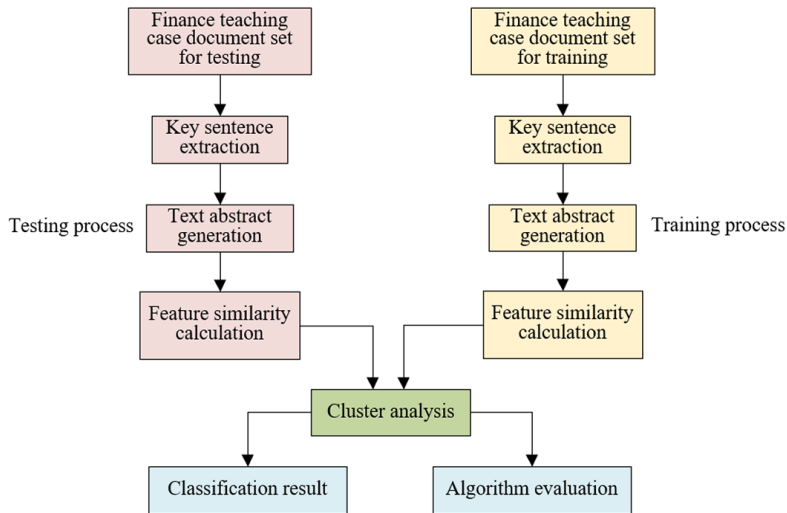 Finance teaching
case document set
for testing
Finance teaching
case document set
for training
Key sentence
extraction
Key sentence
extraction
Testing process
Text abstract
generation
Text abstract
generation
Training process
Feature similarity
calculation
Feature similarity
calculation
Cluster analysis
Classification result
Algorithm evaluation